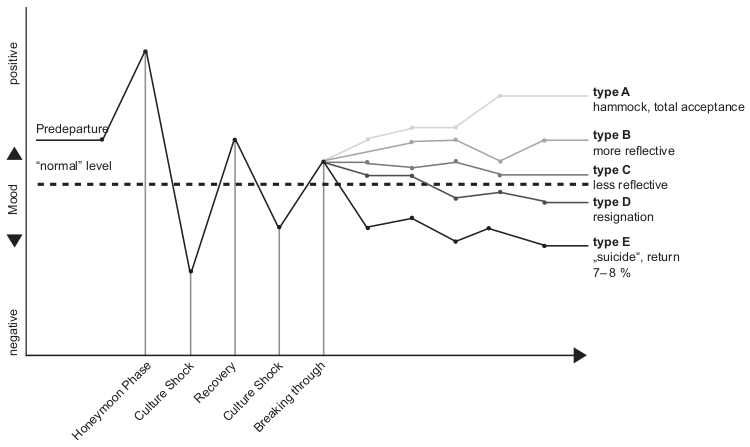 positive
Mood
negative
Predeparture
“normal” level
type A
hammock, total acceptance
type B
more reflective
type C
less reflective
type D
resignation
type E
„suicide“, return
7–8 %
Honeymoon Phase
Culture Shock
Recovery
Culture Shock
Breaking through